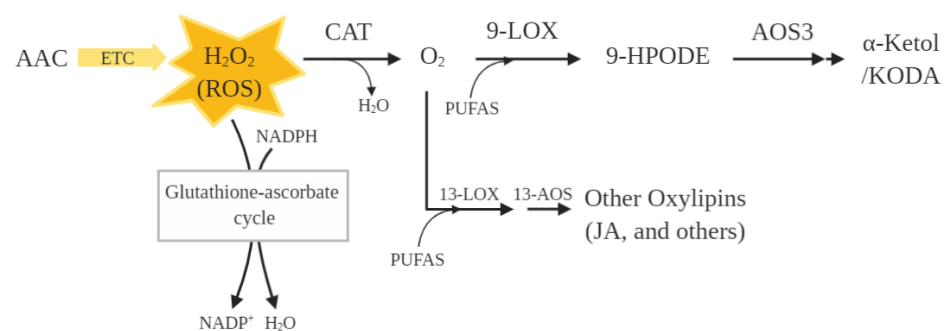 AAC
ETC
H₂O₂
(ROS)
CAT
H₂O
O₂
9-LOX
PUFAS
9-HPODE
AOS3
α-Ketol
/KODA
NADPH
Glutathione-ascorbate
cycle
NADP⁺
H₂O
13-LOX
PUFAS
13-AOS
Other Oxylipins
(JA, and others)